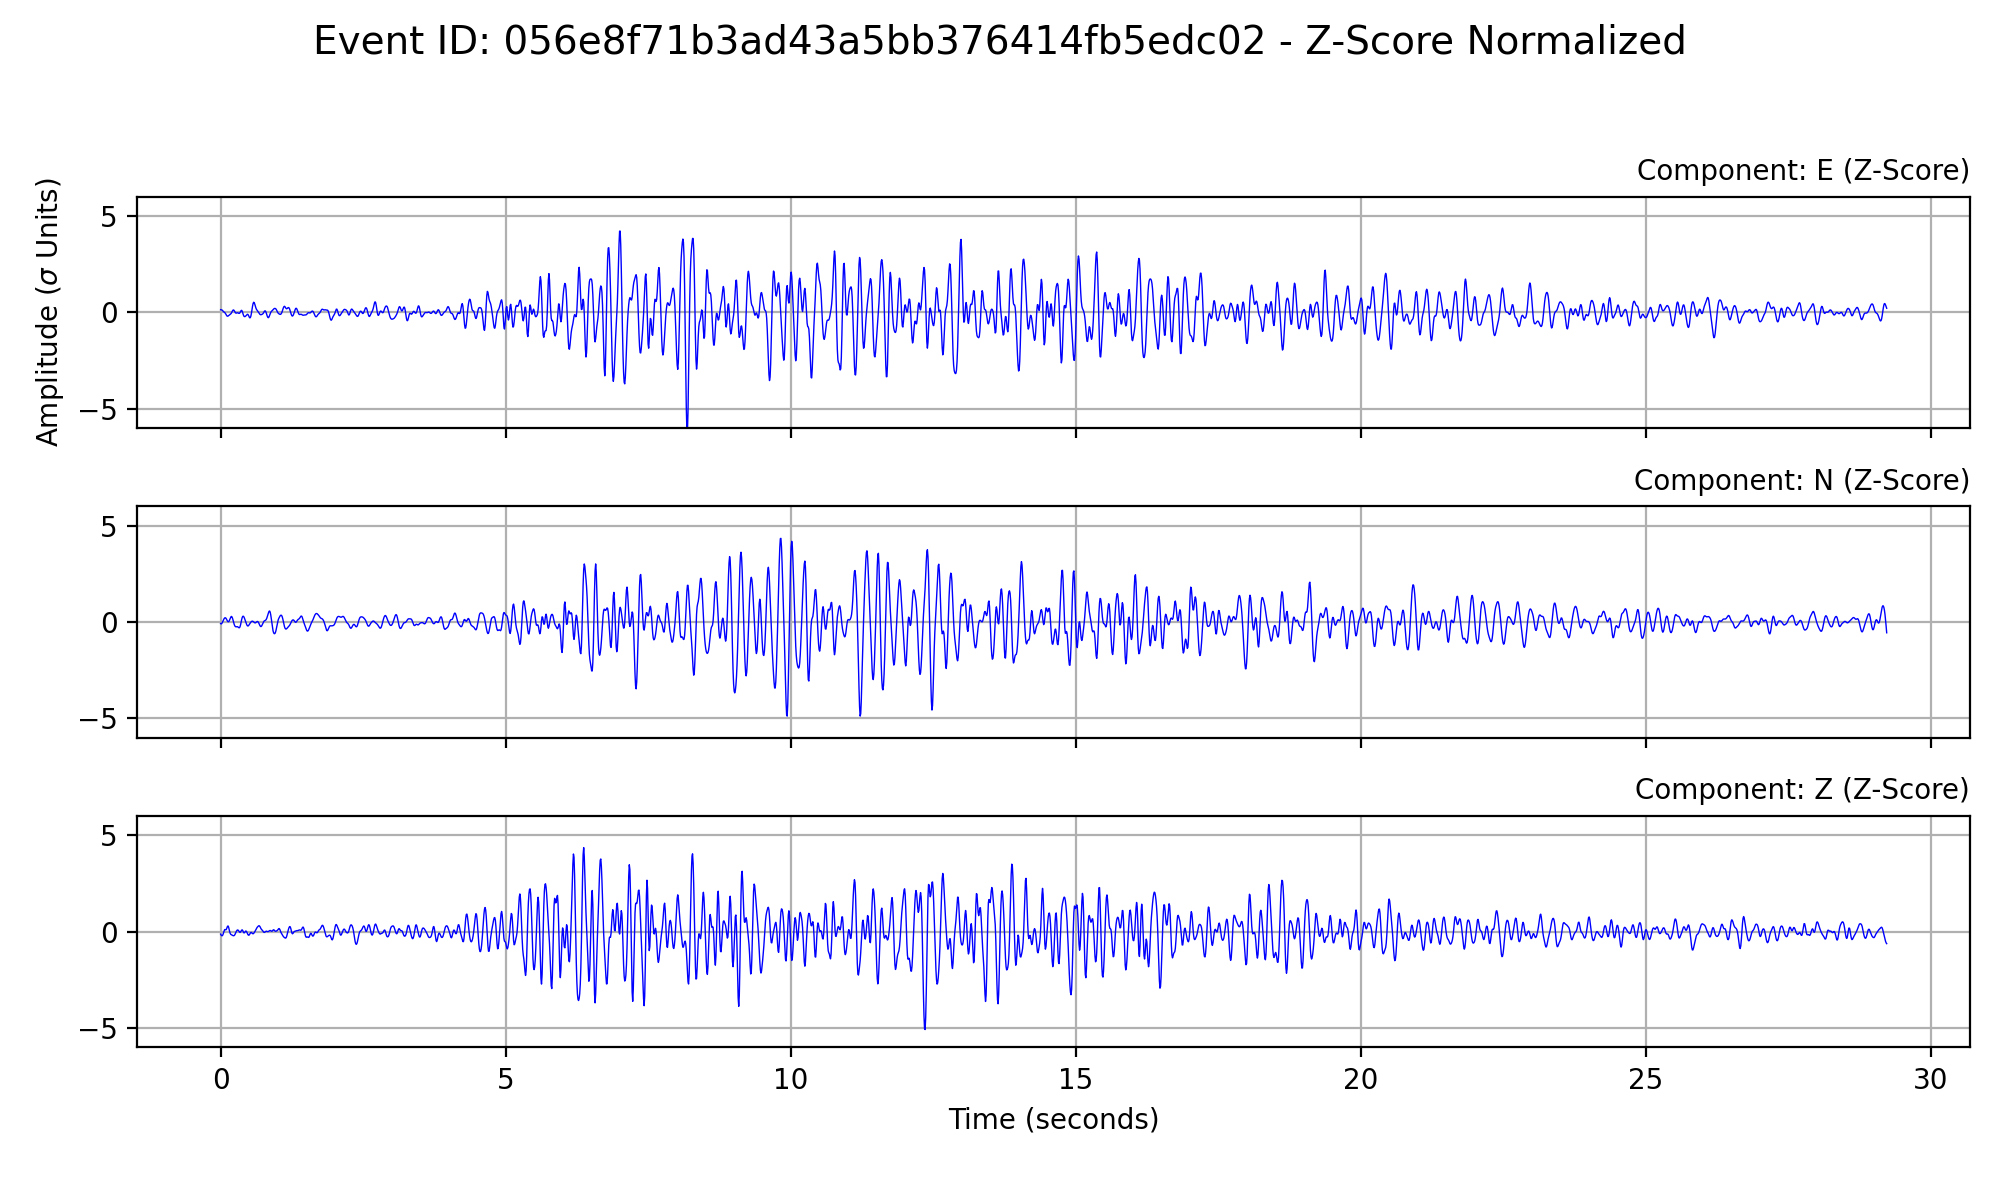 Event ID: 056e8f71b3ad43a5bb376414fb5edc02 - Z-Score Normalized
Component: E (Z-Score)
Amplitude (σ Units)
5
0
−5
Component: N (Z-Score)
5
0
−5
Component: Z (Z-Score)
5
0
−5
0 5 10 15 20 25 30
Time (seconds)